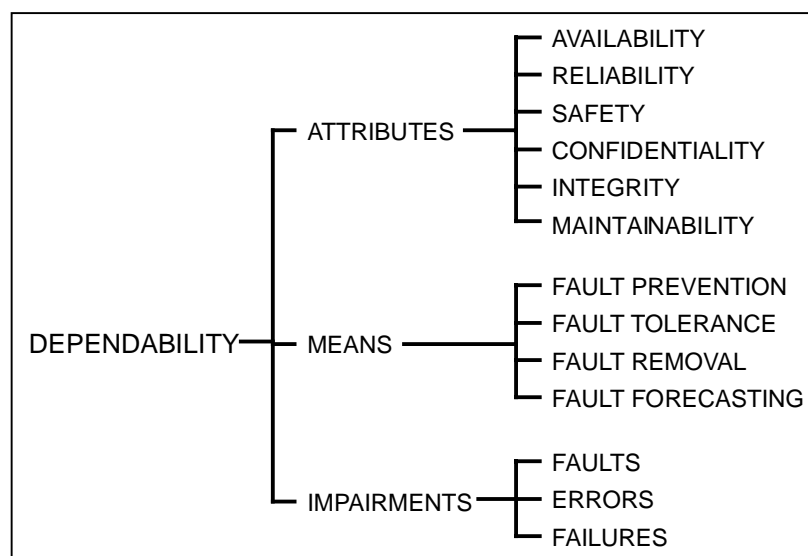 AVAILABILITY
RELIABILITY
SAFETY
ATTRIBUTES
CONFIDENTIALITY
INTEGRITY
MAINTAINABILITY
FAULT PREVENTION
FAULT TOLERANCE
DEPENDABILITY
MEANS
FAULT REMOVAL
FAULT FORECASTING
FAULTS
IMPAIRMENTS
ERRORS
FAILURES